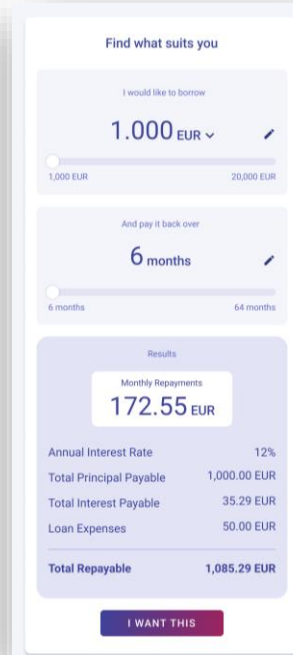 Find what suits you
I would like to borrow
1.000 EUR
1,000 EUR 20,000 EUR
And pay it back over
6 months
6 months 64 months
Results
Monthly Repayments
172.55 EUR
Annual Interest Rate 12%
Total Principal Payable 1,000.00 EUR
Total Interest Payable 35.29 EUR
Loan Expenses 50.00 EUR
Total Repayable 1,085.29 EUR
I WANT THIS